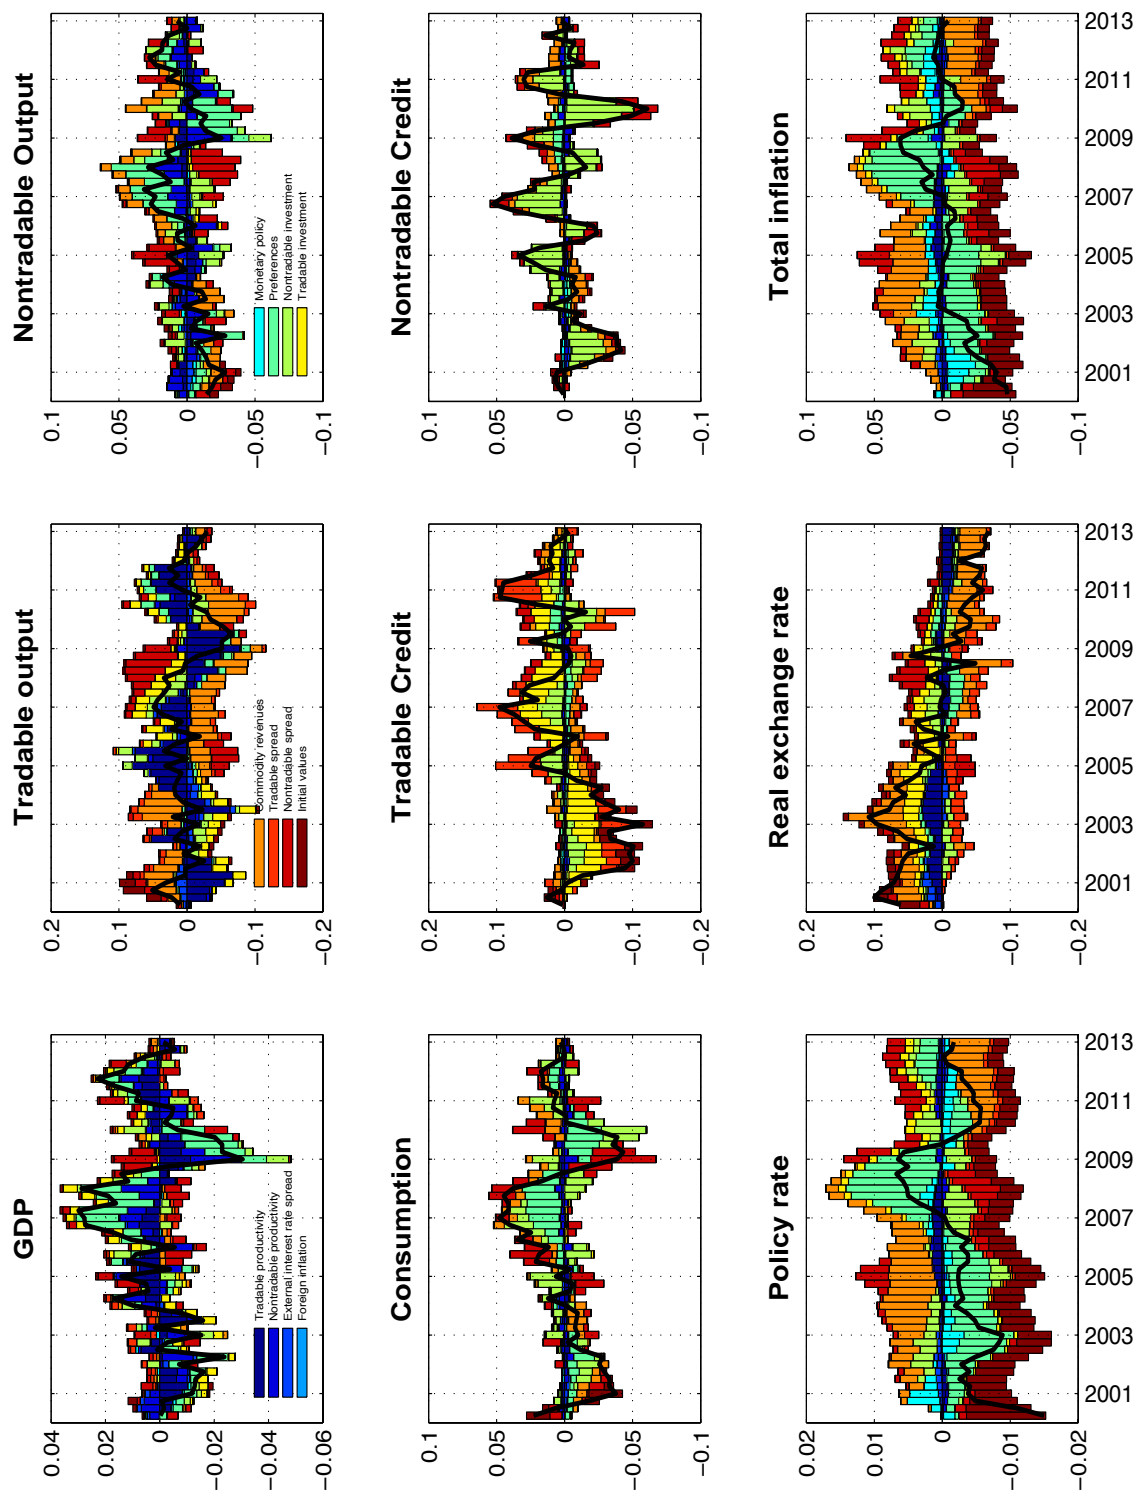 GDP
0.04
0.02
0
−0.02
−0.04
−0.06
Tradable productivity
Nontradable productivity
External interest rate spread
Foreign inflation
Tradable output
0.2
0.1
0
−0.1
−0.2
Commodity revenues
Tradable spread
Nontradable spread
Initial values
Nontradable Output
0.1
0.05
0
−0.05
−0.1
Monetary policy
Preferences
Nontradable investment
Tradable investment
Consumption
0.1
0.05
0
−0.05
−0.1
Tradable Credit
0.2
0.1
0
−0.1
−0.2
Nontradable Credit
0.1
0.05
0
−0.05
−0.1
Policy rate
0.02
0.01
0
−0.01
−0.02
2001 2003 2005 2007 2009 2011 2013
Real exchange rate
0.2
0.1
0
−0.1
−0.2
2001 2003 2005 2007 2009 2011 2013
Total inflation
0.1
0.05
0
−0.05
−0.1
2001 2003 2005 2007 2009 2011 2013